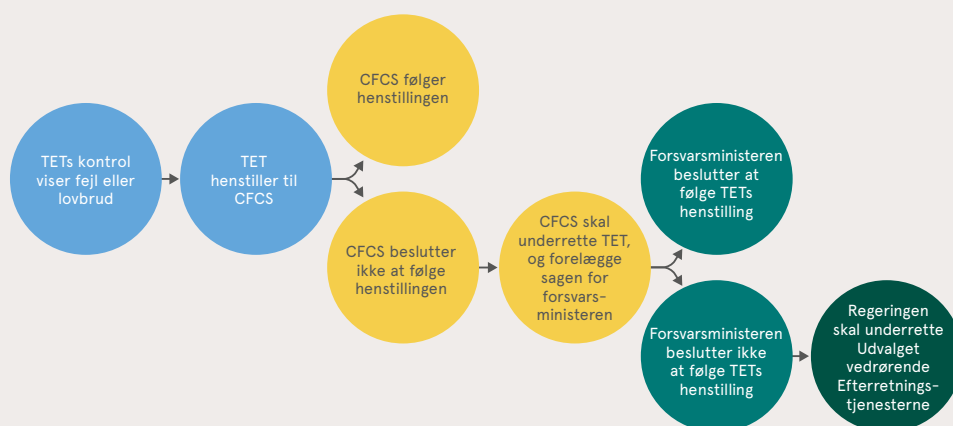 TETs kontrol
viser fejl eller
lovbrud
TET
henstiller til
CFCS
CFCS følger
henstillingen
CFCS beslutter
ikke at følge
henstillingen
CFCS skal
underrette TET,
og forelægge
sagen for
forsvars-
ministeren
Forsvarsministeren
beslutter at
følge TETs
henstilling
Forsvarsministeren
beslutter ikke
at følge TETs
henstilling
Regeringen
skal underrette
Udvalget
vedrørende
Efterretnings-
tjenesterne